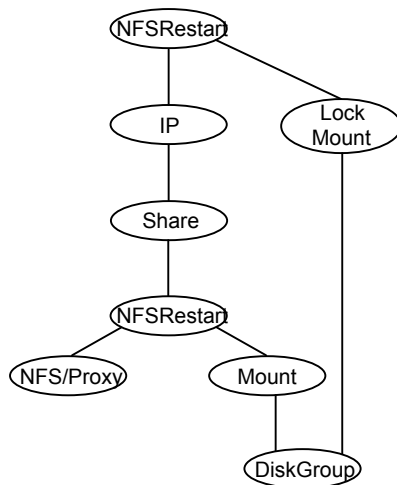 NFSRestart
IP
Lock
Mount
Share
NFSRestart
NFS/Proxy
Mount
DiskGroup